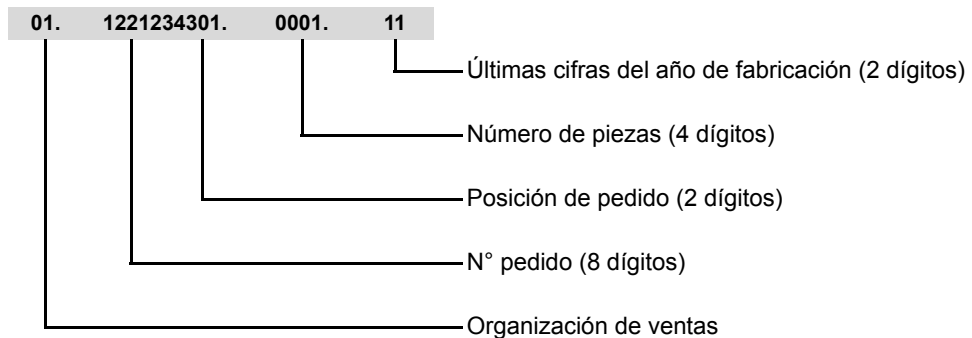 01. 1221234301. 0001. 11
Últimas cifras del año de fabricación (2 dígitos)
Número de piezas (4 dígitos)
Posición de pedido (2 dígitos)
N° pedido (8 dígitos)
Organización de ventas